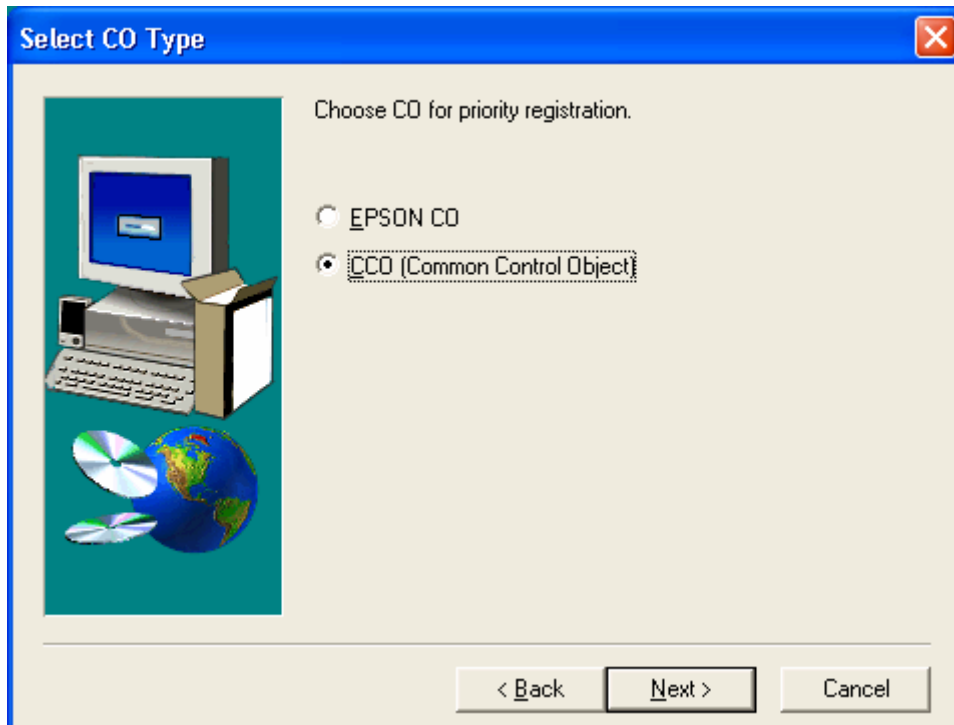 Select CO Type
Choose CO for priority registration.
EPSON CO
CCO (Common Control Object)
< Back
Next >
Cancel